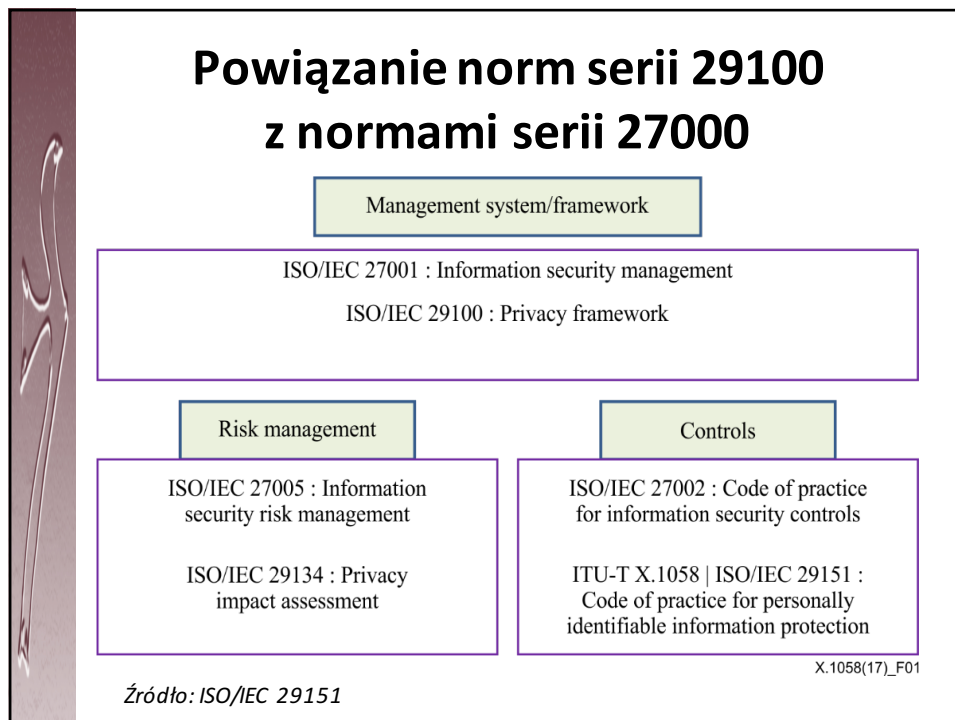 Powiązanie norm serii 29100
z normami serii 27000
Management system/framework
ISO/IEC 27001 : Information security management
ISO/IEC 29100 : Privacy framework
Risk management
ISO/IEC 27005 : Information
security risk management
ISO/IEC 29134 : Privacy
impact assessment
Controls
ISO/IEC 27002 : Code of practice
for information security controls
ITU-T X.1058 | ISO/IEC 29151 :
Code of practice for personally
identifiable information protection
X.1058(17)_F01
Źródło: ISO/IEC 29151